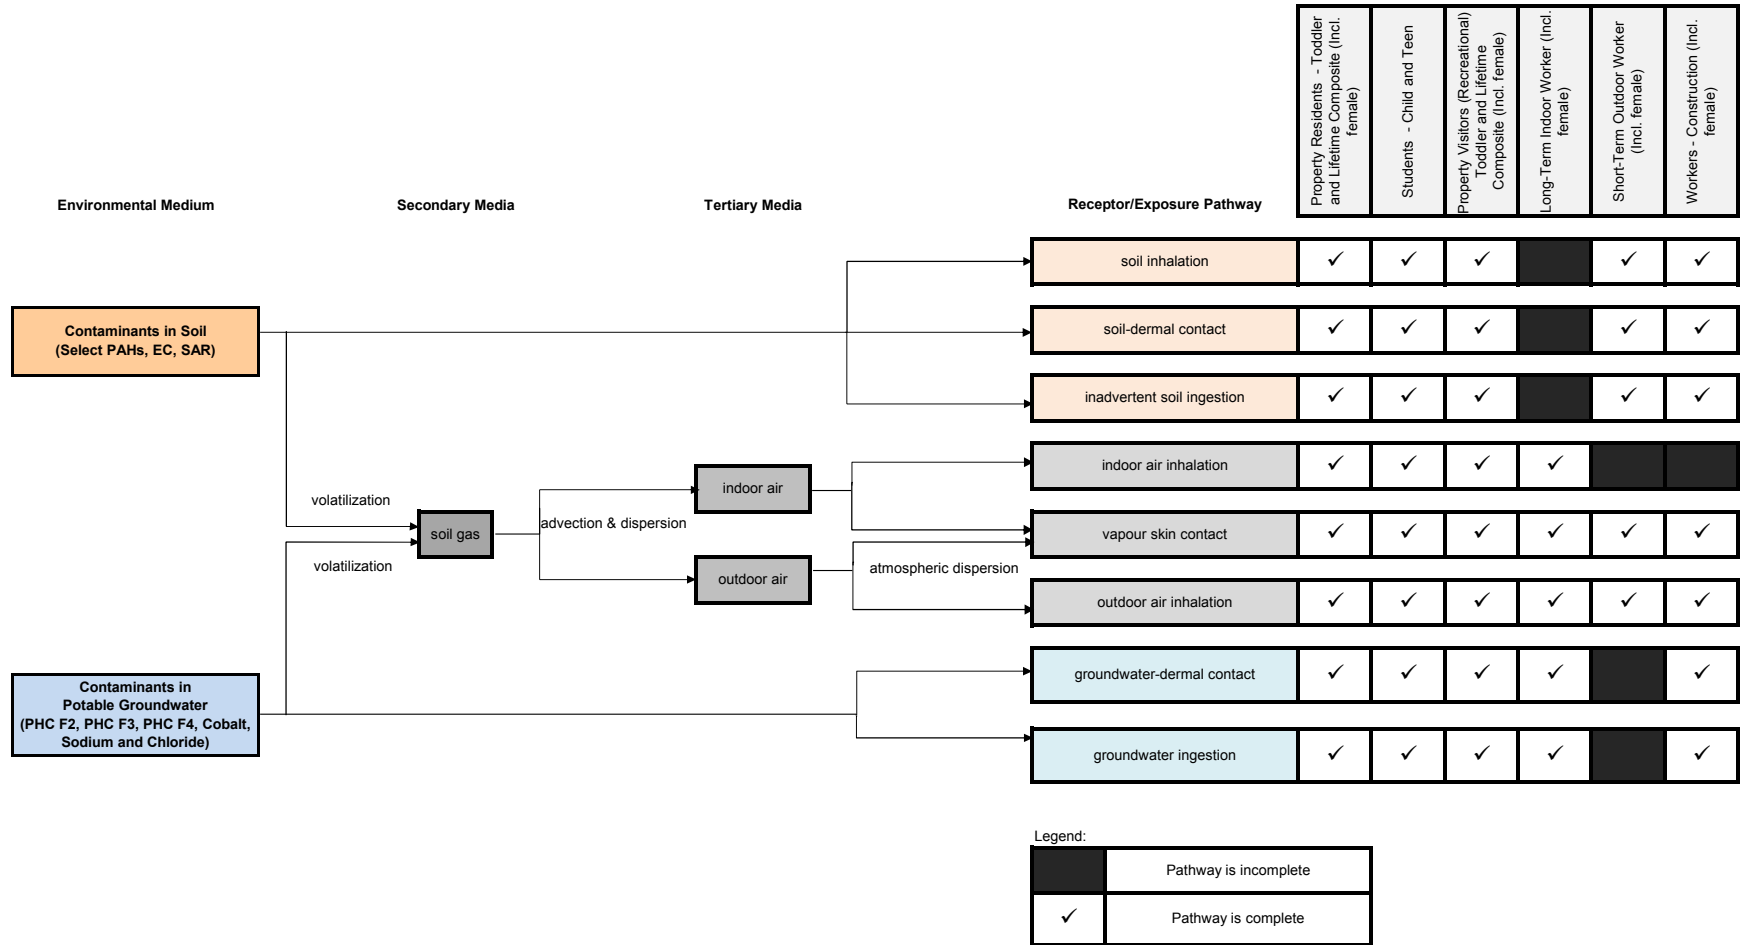 Property Residents - Toddler
and Lifetime Composite (Incl.
female)
Students - Child and Teen
Property Visitors (Recreational)
Toddler and Lifetime
Composite (Incl. female)
Long-Term Indoor Worker (Incl.
female)
Short-Term Outdoor Worker
(Incl. female)
Workers - Construction (Incl.
female)
Environmental Medium
Secondary Media
Tertiary Media
Receptor/Exposure Pathway
soil inhalation
✓ ✓ ✓ ✓ ✓
Contaminants in Soil
(Select PAHs, EC, SAR)
soil-dermal contact
✓ ✓ ✓ ✓ ✓
inadvertent soil ingestion
✓ ✓ ✓ ✓ ✓
indoor air inhalation
✓ ✓ ✓ ✓
indoor air
volatilization
soil gas
advection & dispersion
vapour skin contact
✓ ✓ ✓ ✓ ✓ ✓
volatilization
outdoor air
atmospheric dispersion
outdoor air inhalation
✓ ✓ ✓ ✓ ✓ ✓
groundwater-dermal contact
✓ ✓ ✓ ✓ ✓
Contaminants in
Potable Groundwater
(PHC F2, PHC F3, PHC F4, Cobalt,
Sodium and Chloride)
groundwater ingestion
✓ ✓ ✓ ✓ ✓
Legend:
Pathway is incomplete
✓ Pathway is complete